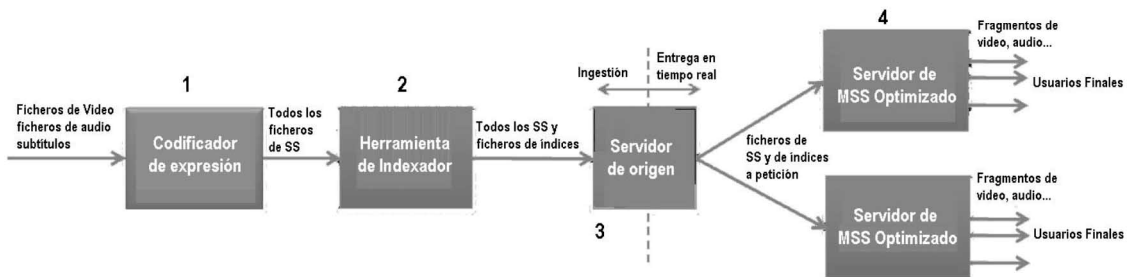 1
Ficheros de Video
ficheros de audio
subtítulos
Codificador
de expresión
Todos los
ficheros
de SS
2
Herramienta
de Indexador
Todos los SS y
ficheros de índices
Ingestión
Entrega en
tiempo real
Servidor
de origen
3
ficheros de
SS y de índices
a petición
4
Servidor de
MSS Optimizado
Fragmentos de
video, audio...
Usuarios Finales
Servidor de
MSS Optimizado
Fragmentos de
video, audio...
Usuarios Finales